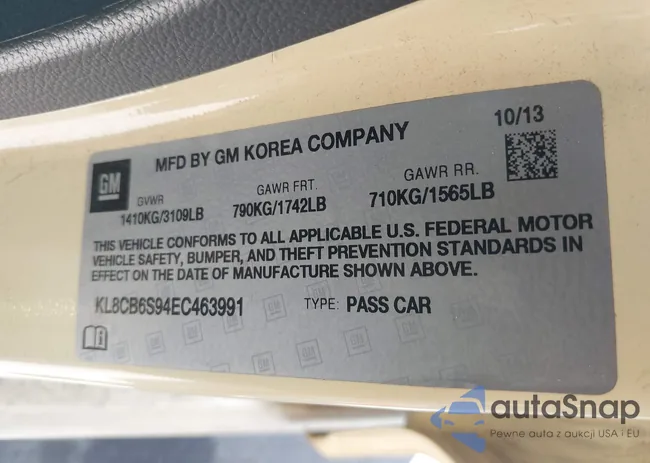 10/13
MFD BY GM KOREA COMPANY
GM
GVWR GAWR FRT. GAWR RR.
1410KG/3109LB 790KG/1742LB 710KG/1565LB
THIS VEHICLE CONFORMS TO ALL APPLICABLE U.S. FEDERAL MOTOR
VEHICLE SAFETY, BUMPER, AND THEFT PREVENTION STANDARDS IN
EFFECT ON THE DATE OF MANUFACTURE SHOWN ABOVE.
KL8CB6S94EC463991 TYPE: PASS CAR
autaSnap
Pewne auta z aukcji USA i EU